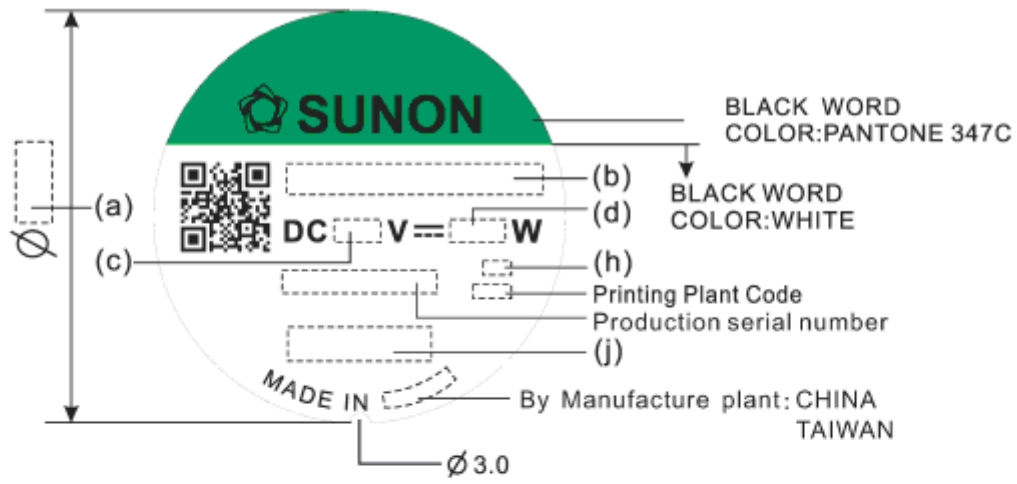 SUNON
BLACK WORD
COLOR:PANTONE 347C
BLACK WORD
COLOR:WHITE
(a)
Ø
(b)
DC V⎓ W
(d)
(c)
(h)
Printing Plant Code
Production serial number
(j)
MADE IN
By Manufacture plant: CHINA
TAIWAN
Ø 3.0